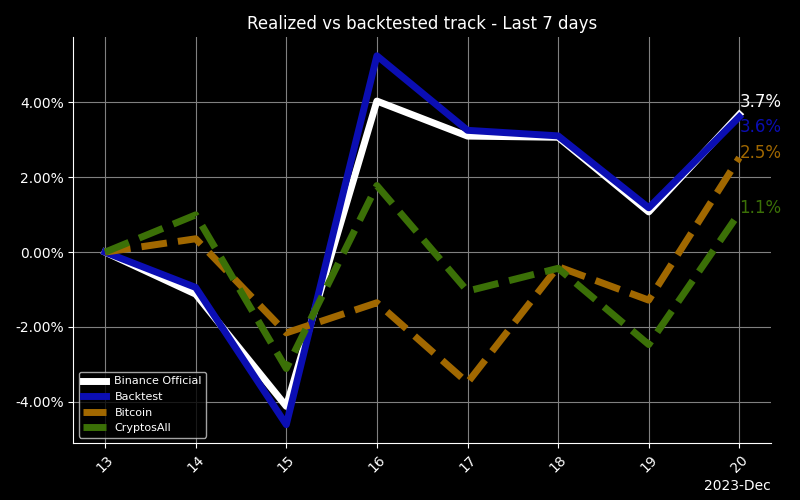 Realized vs backtested track - Last 7 days
4.00%
2.00%
0.00%
-2.00%
-4.00%
3.7%
3.6%
2.5%
1.1%
Binance Official
Backtest
Bitcoin
CryptosAll
13
14
15
16
17
18
19
20
2023-Dec